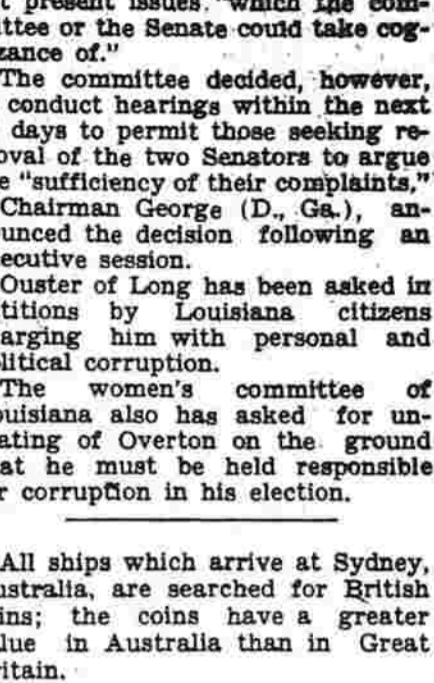 t present issues "which the com-
ttee or the Senate could take cog-
zance of."
The committee decided, however,
conduct hearings within the next
days to permit those seeking re-
oval of the two Senators to argue
e "sufficiency of their complaints."
Chairman George (D., Ga.), an-
unced the decision following an
ecutive session.
Ouster of Long has been asked in
titions by Louisiana citizens
arging him with personal and
litical corruption.
The women's committee of
ouisiana also has asked for un-
ating of Overton on the ground
at he must be held responsible
r corruption in his election.
All ships which arrive at Sydney,
ustralia, are searched for British
ins; the coins have a greater
lue in Australia than in Great
itain.